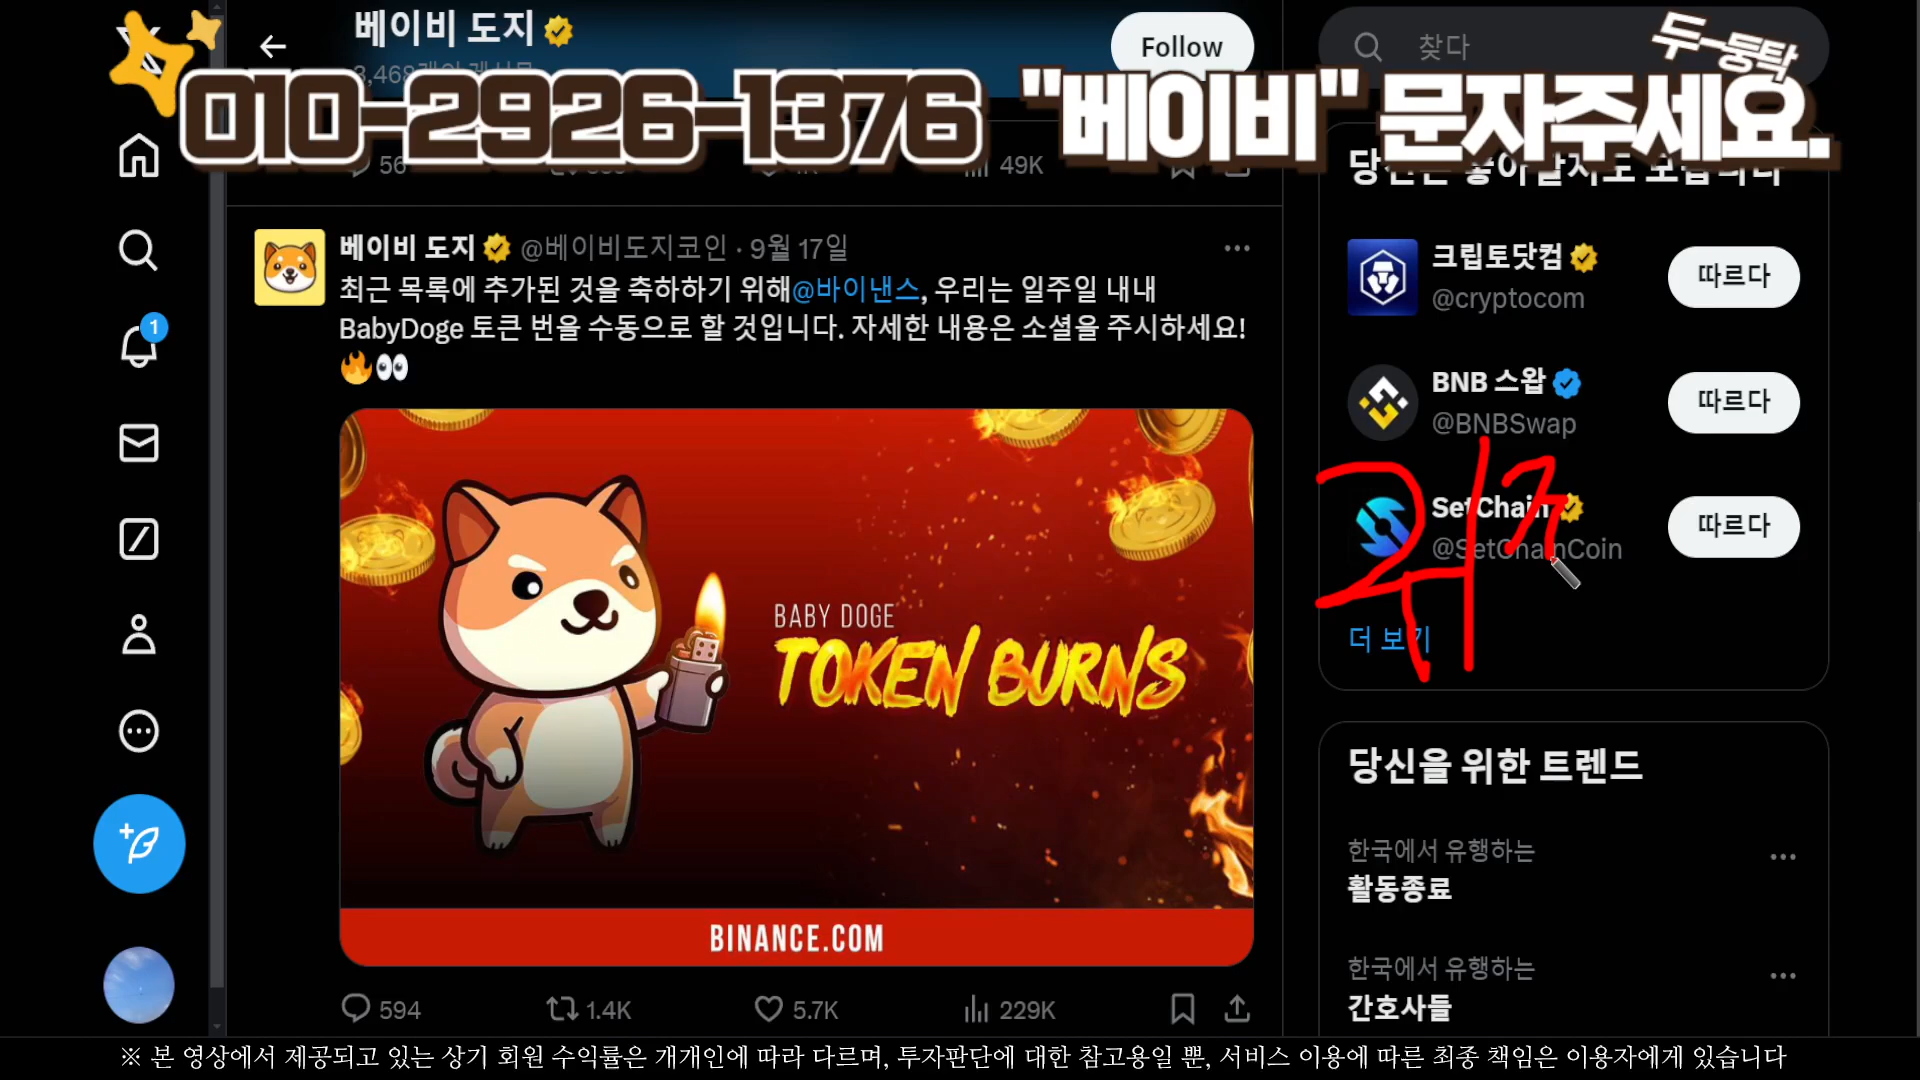 베이비 도지
Follow
찾다
두-둥탁
010-2926-1376 "베이비" 문자주세요.
56
49K
베이비 도지 @베이비도지코인 · 9월 17일
최근 목록에 추가된 것을 축하하기 위해@바이낸스, 우리는 일주일 내내
BabyDoge 토큰 번을 수동으로 할 것입니다. 자세한 내용은 소셜을 주시하세요!
🔥👀
BABY DOGE
TOKEN BURNS
BINANCE.COM
594
1.4K
5.7K
229K
크립토닷컴
@cryptocom
따르다
BNB 스왑
@BNBSwap
따르다
SetChain
@SetChainCoin
따르다
더 보기
당신을 위한 트렌드
한국에서 유행하는
활동종료
한국에서 유행하는
간호사들
1
※ 본 영상에서 제공되고 있는 상기 회원 수익률은 개개인에 따라 다르며, 투자판단에 대한 참고용일 뿐, 서비스 이용에 따른 최종 책임은 이용자에게 있습니다